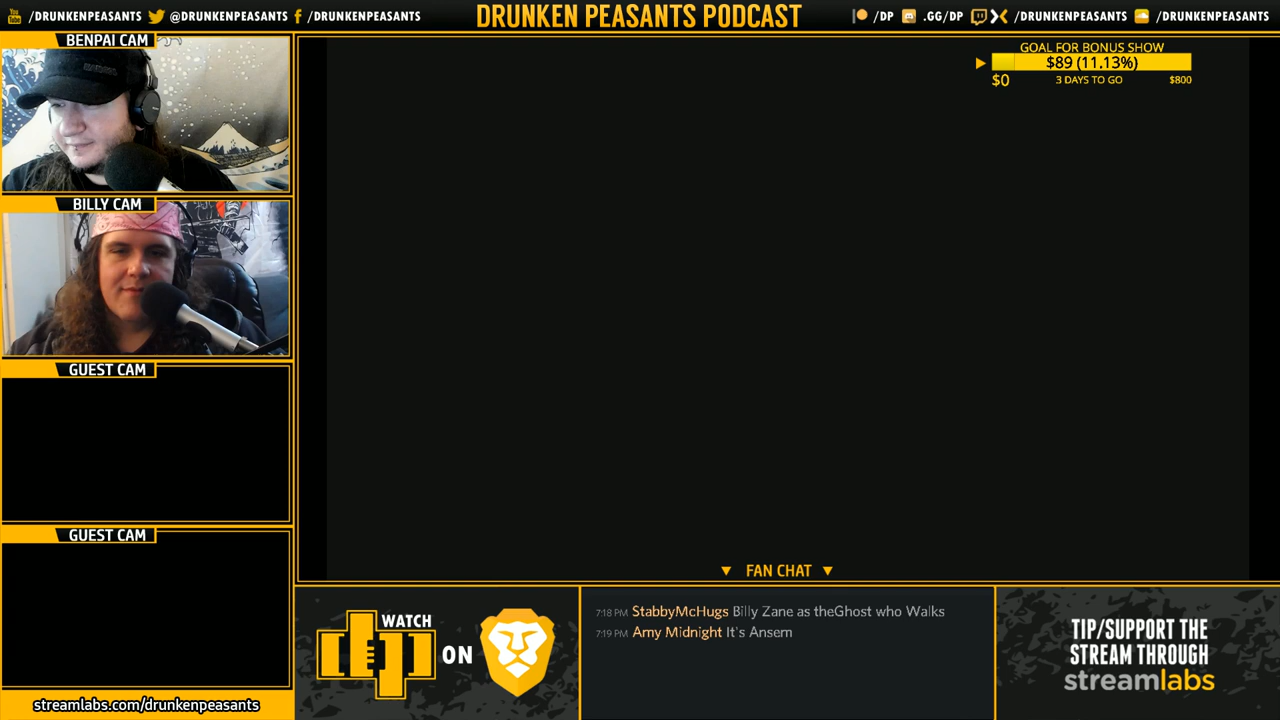 You
Tube
/DRUNKENPEASANTS
@DRUNKENPEASANTS
/DRUNKENPEASANTS
DRUNKEN PEASANTS PODCAST
/DP
.GG/DP
/DRUNKENPEASANTS
/DRUNKENPEASANTS
BENPAI CAM
GOAL FOR BONUS SHOW
$89 (11.13%)
$0
3 DAYS TO GO
$800
BILLY CAM
GUEST CAM
GUEST CAM
FAN CHAT
WATCH
ON
7:18 PM StabbyMcHugs Billy Zane as theGhost who Walks
7:19 PM Amy Midnight It's Ansem
TIP/SUPPORT THE
STREAM THROUGH
streamlabs
streamlabs.com/drunkenpeasants